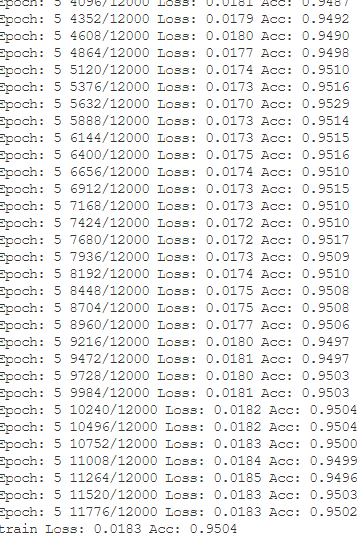 Epoch: 5 4096/12000 Loss: 0.0181 Acc: 0.9487
Epoch: 5 4352/12000 Loss: 0.0179 Acc: 0.9492
Epoch: 5 4608/12000 Loss: 0.0180 Acc: 0.9490
Epoch: 5 4864/12000 Loss: 0.0177 Acc: 0.9498
Epoch: 5 5120/12000 Loss: 0.0174 Acc: 0.9510
Epoch: 5 5376/12000 Loss: 0.0173 Acc: 0.9516
Epoch: 5 5632/12000 Loss: 0.0170 Acc: 0.9529
Epoch: 5 5888/12000 Loss: 0.0173 Acc: 0.9514
Epoch: 5 6144/12000 Loss: 0.0173 Acc: 0.9515
Epoch: 5 6400/12000 Loss: 0.0175 Acc: 0.9516
Epoch: 5 6656/12000 Loss: 0.0174 Acc: 0.9510
Epoch: 5 6912/12000 Loss: 0.0173 Acc: 0.9515
Epoch: 5 7168/12000 Loss: 0.0173 Acc: 0.9510
Epoch: 5 7424/12000 Loss: 0.0172 Acc: 0.9510
Epoch: 5 7680/12000 Loss: 0.0172 Acc: 0.9517
Epoch: 5 7936/12000 Loss: 0.0173 Acc: 0.9509
Epoch: 5 8192/12000 Loss: 0.0174 Acc: 0.9510
Epoch: 5 8448/12000 Loss: 0.0175 Acc: 0.9508
Epoch: 5 8704/12000 Loss: 0.0175 Acc: 0.9508
Epoch: 5 8960/12000 Loss: 0.0177 Acc: 0.9506
Epoch: 5 9216/12000 Loss: 0.0180 Acc: 0.9497
Epoch: 5 9472/12000 Loss: 0.0181 Acc: 0.9497
Epoch: 5 9728/12000 Loss: 0.0180 Acc: 0.9503
Epoch: 5 9984/12000 Loss: 0.0181 Acc: 0.9503
Epoch: 5 10240/12000 Loss: 0.0182 Acc: 0.9504
Epoch: 5 10496/12000 Loss: 0.0182 Acc: 0.9504
Epoch: 5 10752/12000 Loss: 0.0183 Acc: 0.9500
Epoch: 5 11008/12000 Loss: 0.0184 Acc: 0.9499
Epoch: 5 11264/12000 Loss: 0.0185 Acc: 0.9496
Epoch: 5 11520/12000 Loss: 0.0183 Acc: 0.9503
Epoch: 5 11776/12000 Loss: 0.0183 Acc: 0.9502
train Loss: 0.0183 Acc: 0.9504